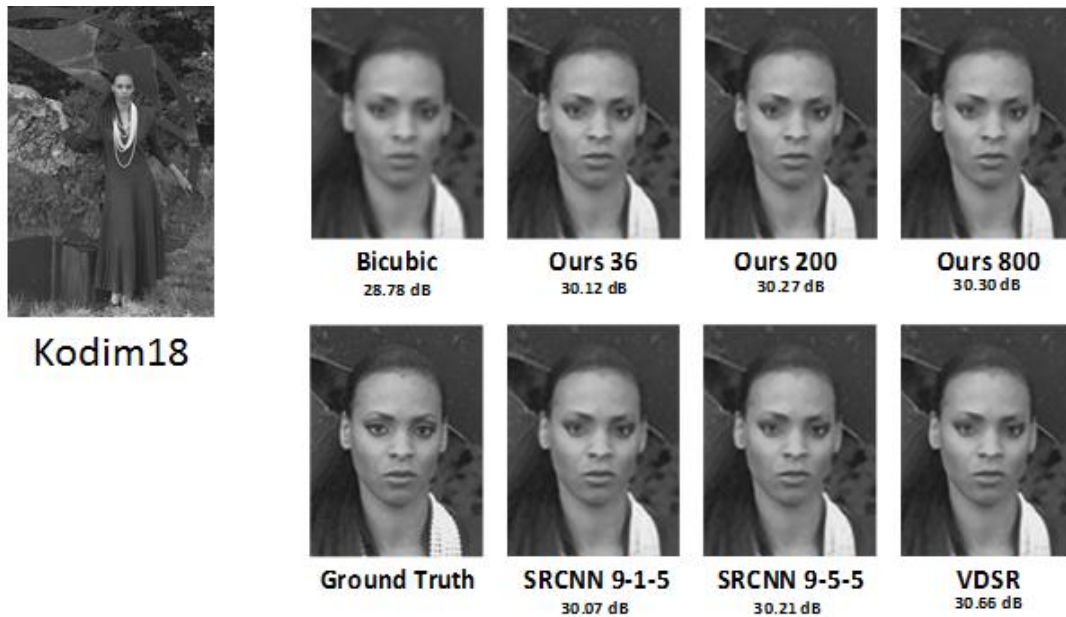 Kodim18
Bicubic
28.78 dB
Ours 36
30.12 dB
Ours 200
30.27 dB
Ours 800
30.30 dB
Ground Truth
SRCNN 9-1-5
30.07 dB
SRCNN 9-5-5
30.21 dB
VDSR
30.66 dB